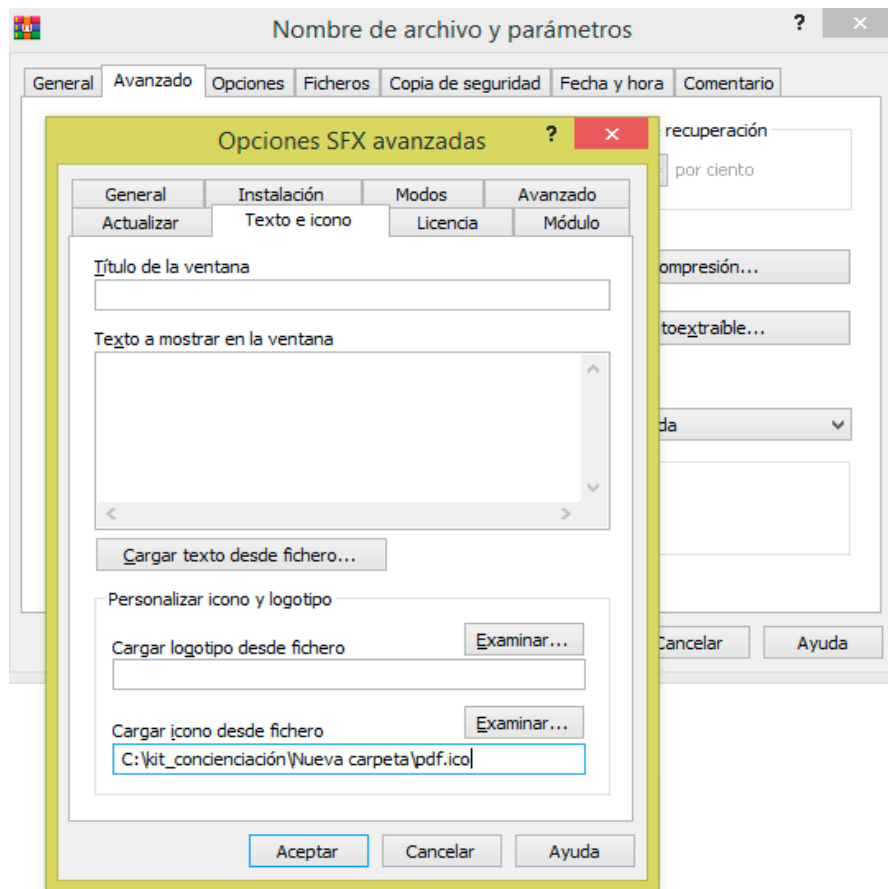 Nombre de archivo y parámetros
?
General Avanzado Opciones Ficheros Copia de seguridad Fecha y hora Comentario
recuperación
por ciento
Opciones SFX avanzadas
?
General Instalación Modos Avanzado
Actualizar Texto e icono Licencia Módulo
Título de la ventana
ompresión...
toextraíble...
Texto a mostrar en la ventana
da
Cargar texto desde fichero...
Personalizar icono y logotipo
Examinar...
Cargar logotipo desde fichero
Cancelar Ayuda
Examinar...
Cargar icono desde fichero
C:\kit_concienciación\Nueva carpeta\pdf.ico
Aceptar Cancelar Ayuda